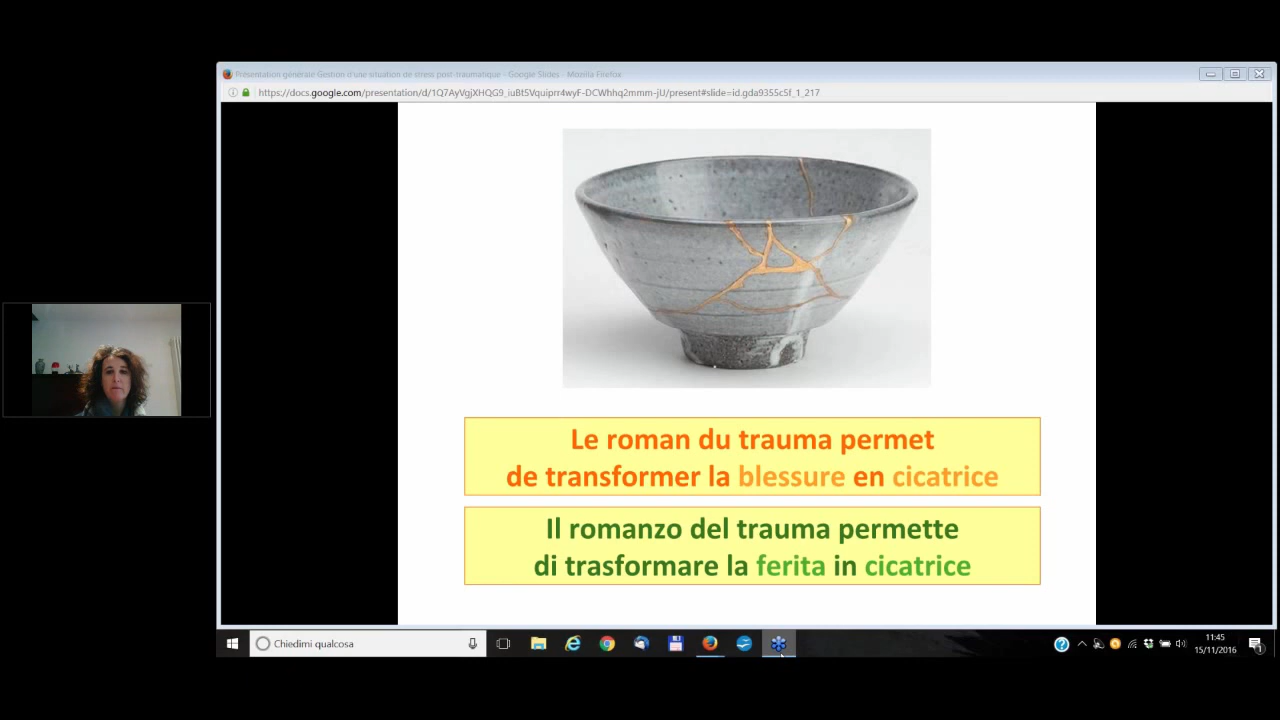 Présentation générale Gestion d'une situation de stress post-traumatique - Google Slides - Mozilla Firefox
https://docs.google.com/presentation/d/1Q7AyVgjXHQG9_iuBt5Vquiprr4wyF-DCWhhq2mmm-jU/present#slide=id.gda9355c5f_1_217
Le roman du trauma permet
de transformer la blessure en cicatrice
Il romanzo del trauma permette
di trasformare la ferita in cicatrice
Chiedimi qualcosa
11:45
15/11/2016